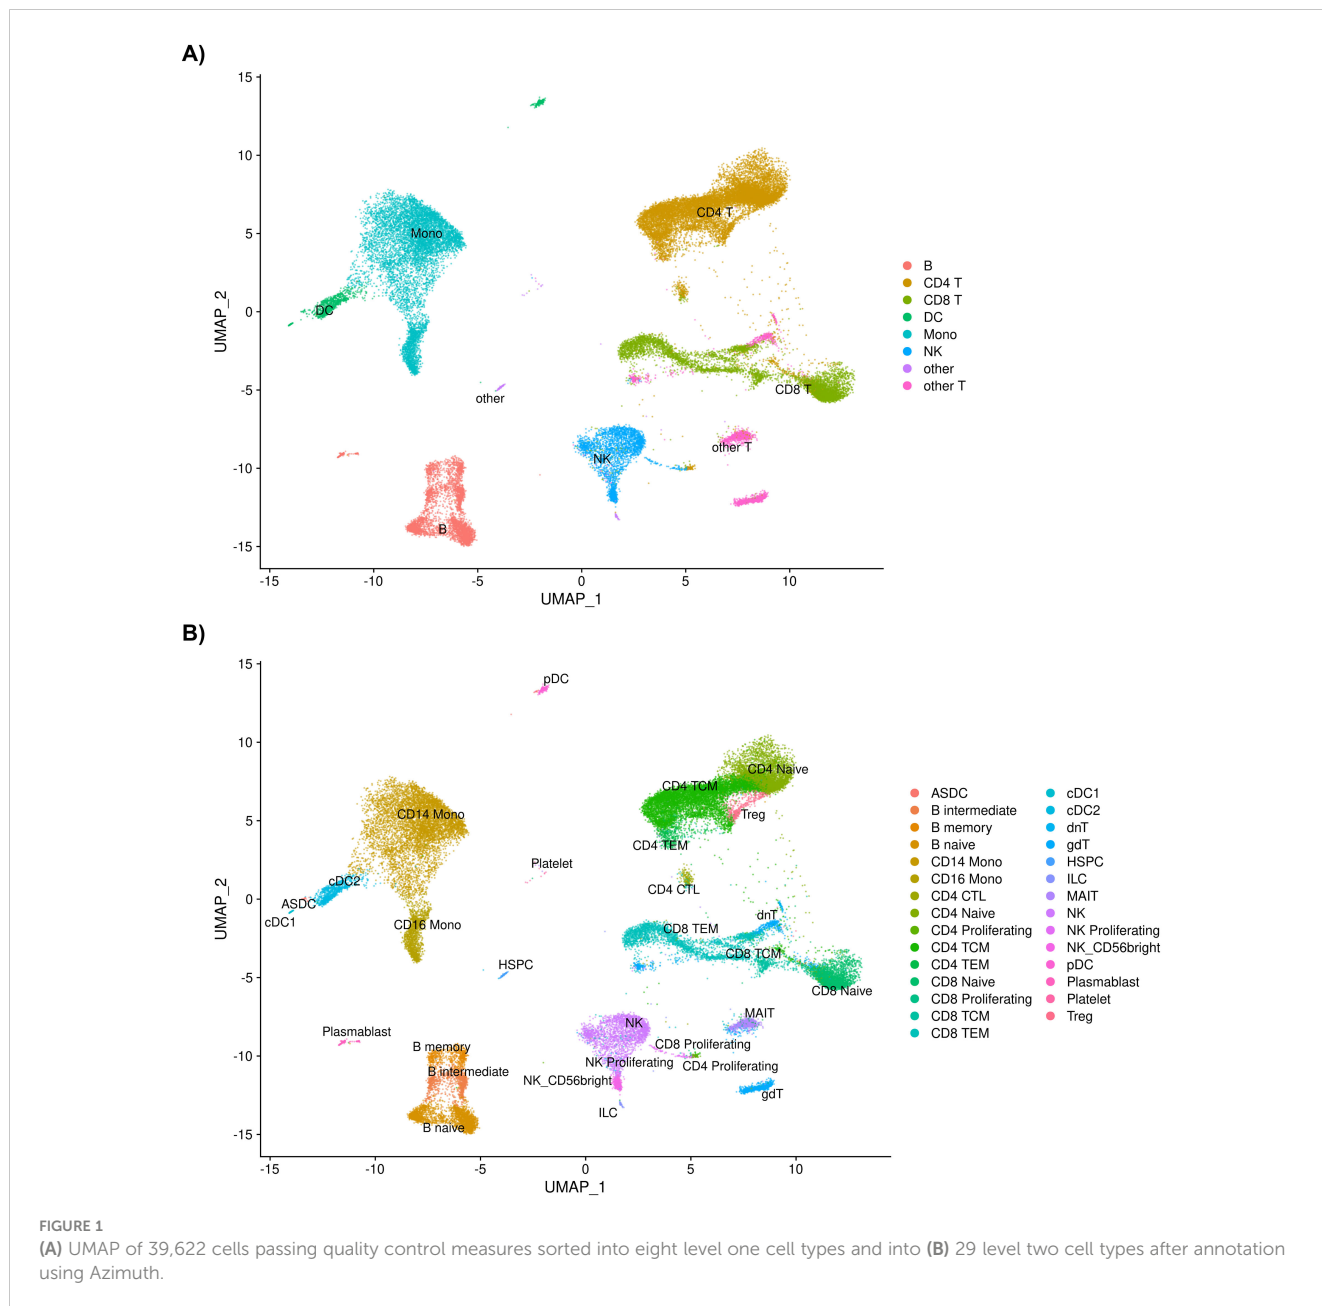 A)
15
10
5
0
-5
-10
-15
UMAP_2
-15
-10
-5
0
5
10
UMAP_1
CD4 T
Mono
DC
other
CD8 T
other T
NK
B
B
CD4 T
CD8 T
DC
Mono
NK
other
other T
B)
15
10
5
0
-5
-10
-15
UMAP_2
-15
-10
-5
0
5
10
UMAP_1
pDC
CD4 Naive
CD4 TCM
CD14 Mono
Treg
CD4 TEM
Platelet
cDC2
CD4 CTL
ASDC
cDC1
CD16 Mono
dnT
CD8 TEM
CD8 TCM
HSPC
CD8 Naive
MAIT
NK
Plasmablast
CD8 Proliferating
B memory
NK Proliferating
CD4 Proliferating
B intermediate
NK_CD56bright
gdT
ILC
B naive
ASDC
B intermediate
B memory
B naive
CD14 Mono
CD16 Mono
CD4 CTL
CD4 Naive
CD4 Proliferating
CD4 TCM
CD4 TEM
CD8 Naive
CD8 Proliferating
CD8 TCM
CD8 TEM
cDC1
cDC2
dnT
gdT
HSPC
ILC
MAIT
NK
NK Proliferating
NK_CD56bright
pDC
Plasmablast
Platelet
Treg
FIGURE 1
(A) UMAP of 39,622 cells passing quality control measures sorted into eight level one cell types and into (B) 29 level two cell types after annotation
using Azimuth.